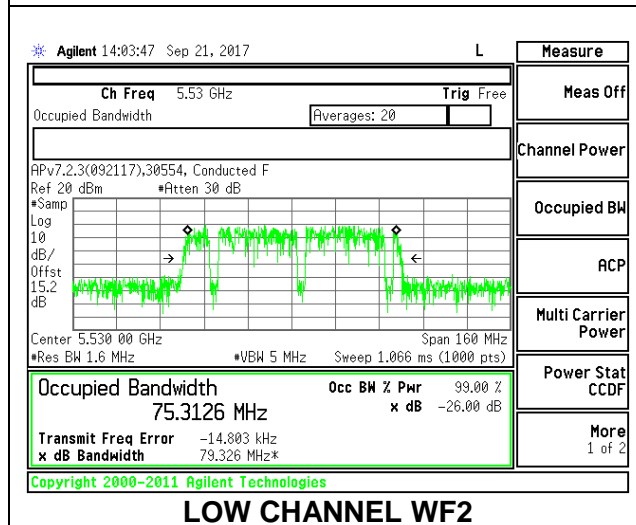 Agilent 14:03:47 Sep 21, 2017 L
Measure
Ch Freq 5.53 GHz Trig Free
Occupied Bandwidth Averages: 20
Meas Off
Channel Power
Occupied BW
ACP
Multi Carrier
Power
Power Stat
CCDF
More
1 of 2
APv7.2.3(092117),30554, Conducted F
Ref 20 dBm #Atten 30 dB
#Samp
Log
10
dB/
Offst
15.2
dB
Center 5.530 00 GHz Span 160 MHz
#Res BW 1.6 MHz #VBW 5 MHz Sweep 1.066 ms (1000 pts)
Occupied Bandwidth Occ BW % Pwr 99.00 %
75.3126 MHz x dB -26.00 dB
Transmit Freq Error -14.803 kHz
x dB Bandwidth 79.326 MHz*
Copyright 2000-2011 Agilent Technologies
LOW CHANNEL WF2